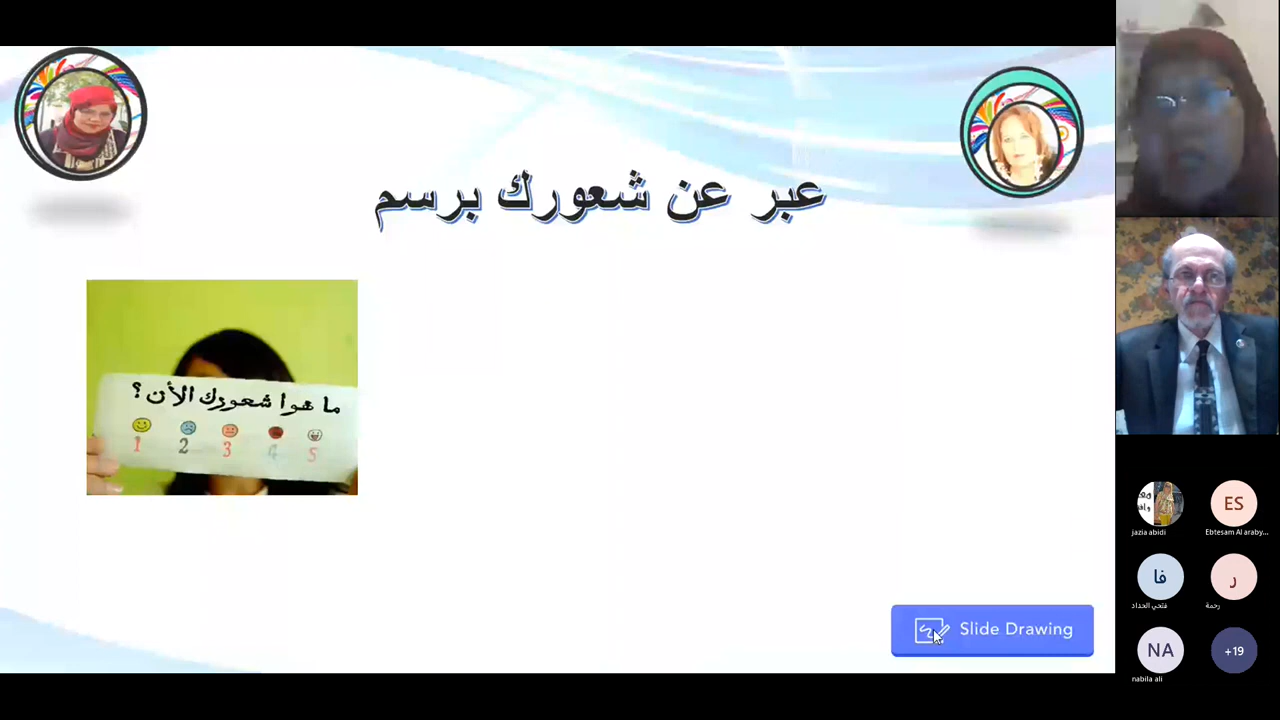 عبر عن شعورك برسم
ما هوا شعورك الأن ؟
1 2 3 4 5
Slide Drawing
ES
jazia abidi
Ebtesam Al araby...
فا
ر
فتحي الحداد
رحمة
NA
+19
nabila ali